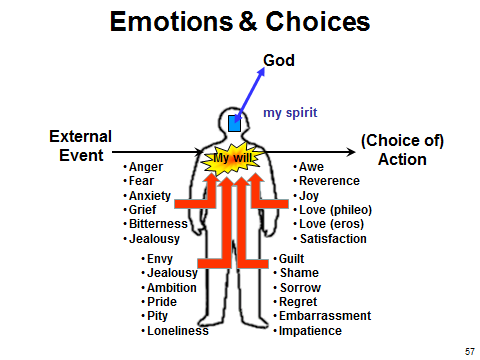 Emotions & Choices
God
my spirit
External
Event
My will
(Choice of)
Action
• Anger
• Fear
• Anxiety
• Grief
• Bitterness
• Jealousy
• Awe
• Reverence
• Joy
• Love (phileo)
• Love (eros)
• Satisfaction
• Envy
• Jealousy
• Ambition
• Pride
• Pity
• Loneliness
• Guilt
• Shame
• Sorrow
• Regret
• Embarrassment
• Impatience
57